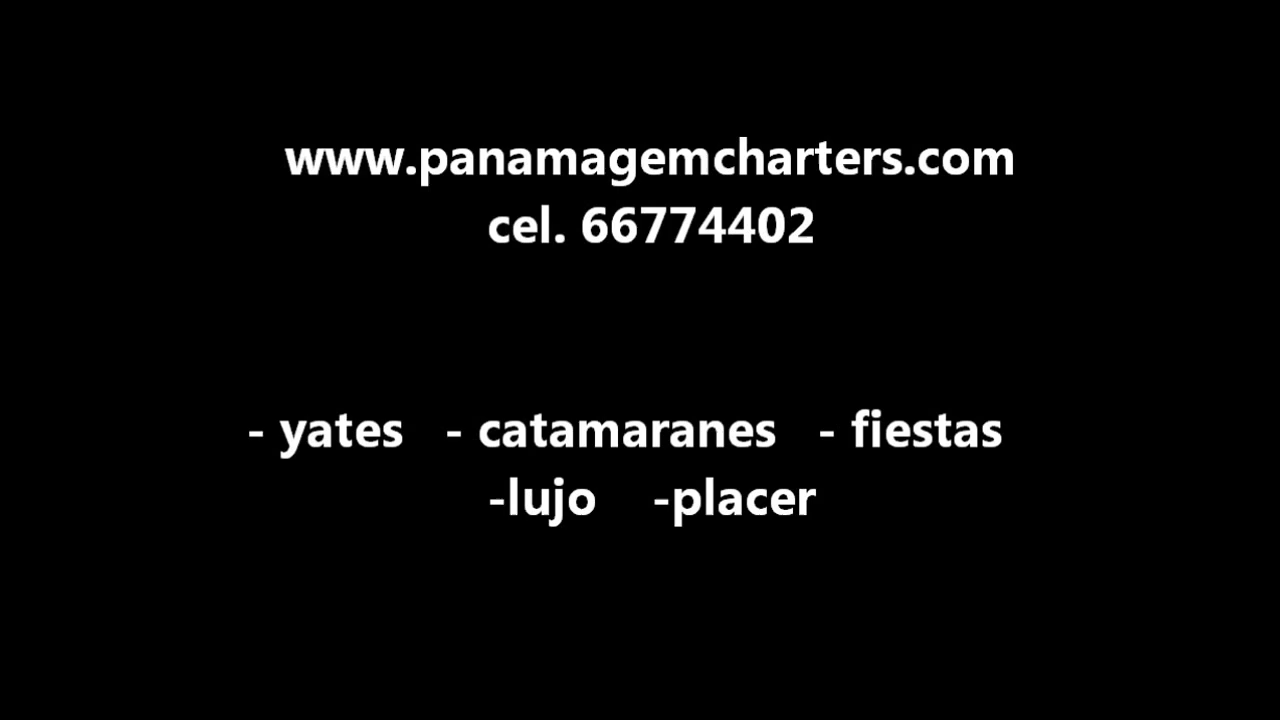 www.panamagemcharters.com
cel. 66774402
- yates - catamaranes - fiestas
-lujo -placer